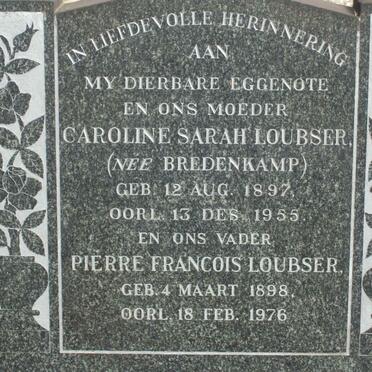 IN LIEFDEVOLLE HERINNERING
AAN
MY DIERBARE EGGENOTE
EN ONS MOEDER
CAROLINE SARAH LOUBSER,
(NEE BREDENKAMP)
GEB. 12 AUG. 1897,
OORL. 13 DES. 1955.
EN ONS VADER
PIERRE FRANCOIS LOUBSER,
GEB. 4 MAART 1898,
OORL. 18 FEB. 1976